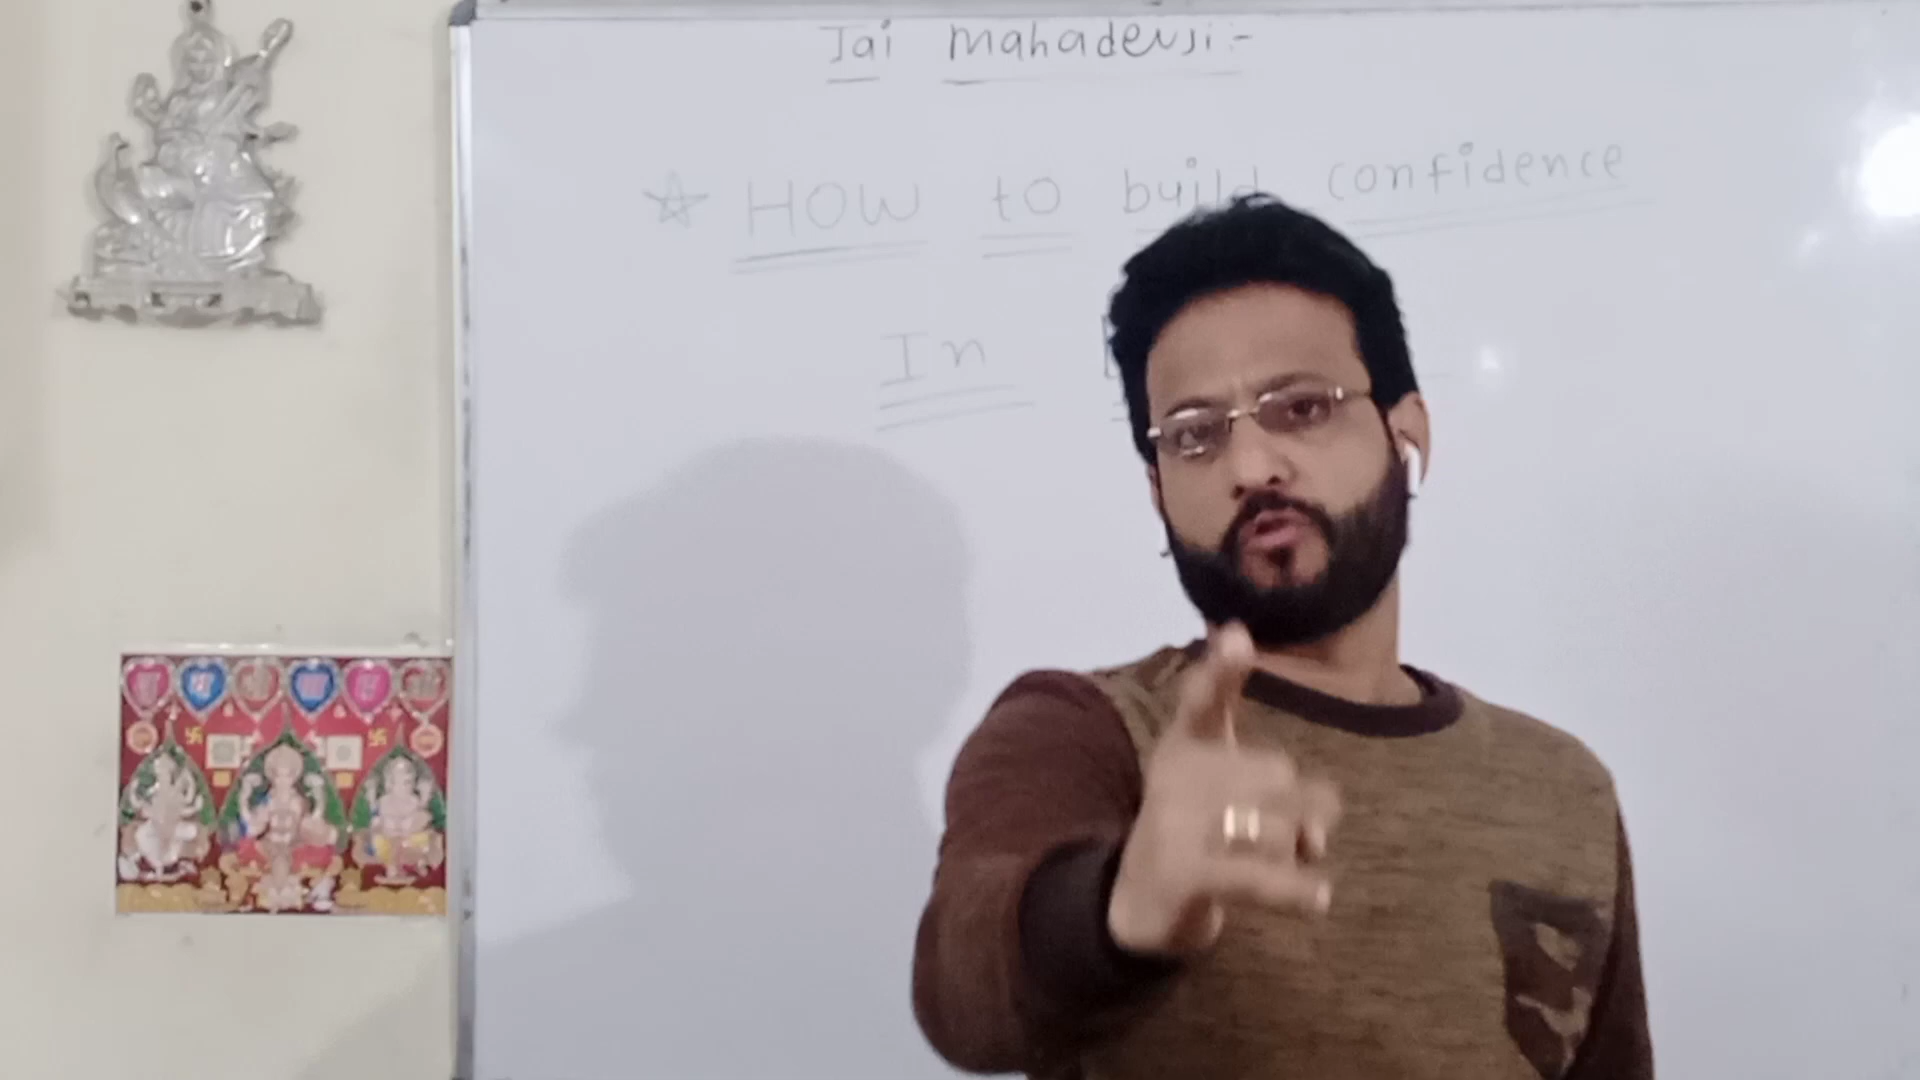 Jai Mahadevji :-
☆ HOW to build confidence
In